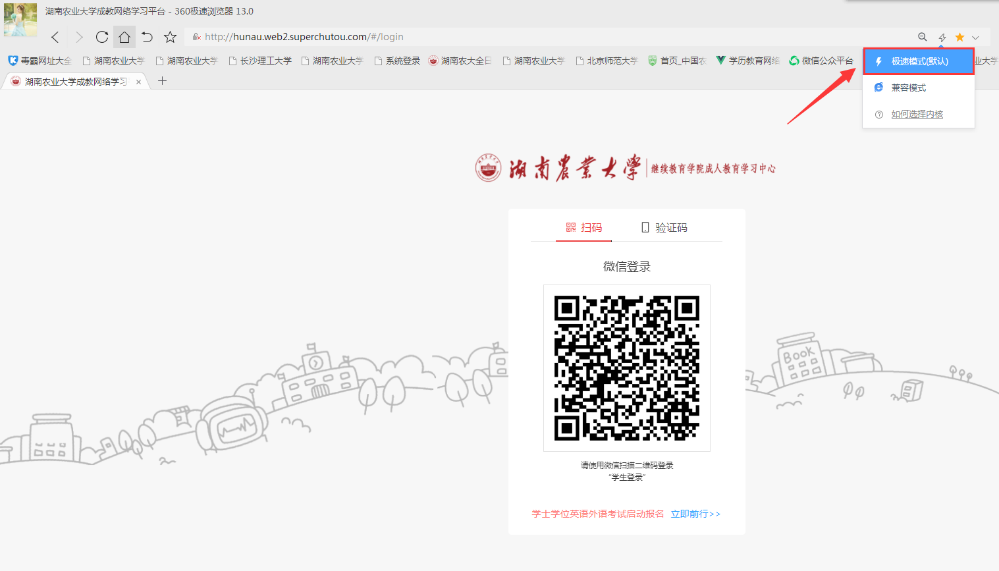 湖南农业大学成教网络学习平台 - 360极速浏览器 13.0
http://hunau.web2.superchutou.com/#/login
毒霸网址大全
湖南农业大学
湖南农业大学
长沙理工大学
湖南农业大学
系统登录
湖南农大全日
湖南农业大学
北京师范大学
首页_中国农
学历教育网络
微信公众平台
业大学
极速模式(默认)
兼容模式
如何选择内核
湖南农业大学成教网络学习
湖南农業大学
继续教育学院成人教育学习中心
扫码
验证码
微信登录
BOOK
请使用微信扫描二维码登录
“学生登录”
学士学位英语外语考试启动报名 立即前行>>